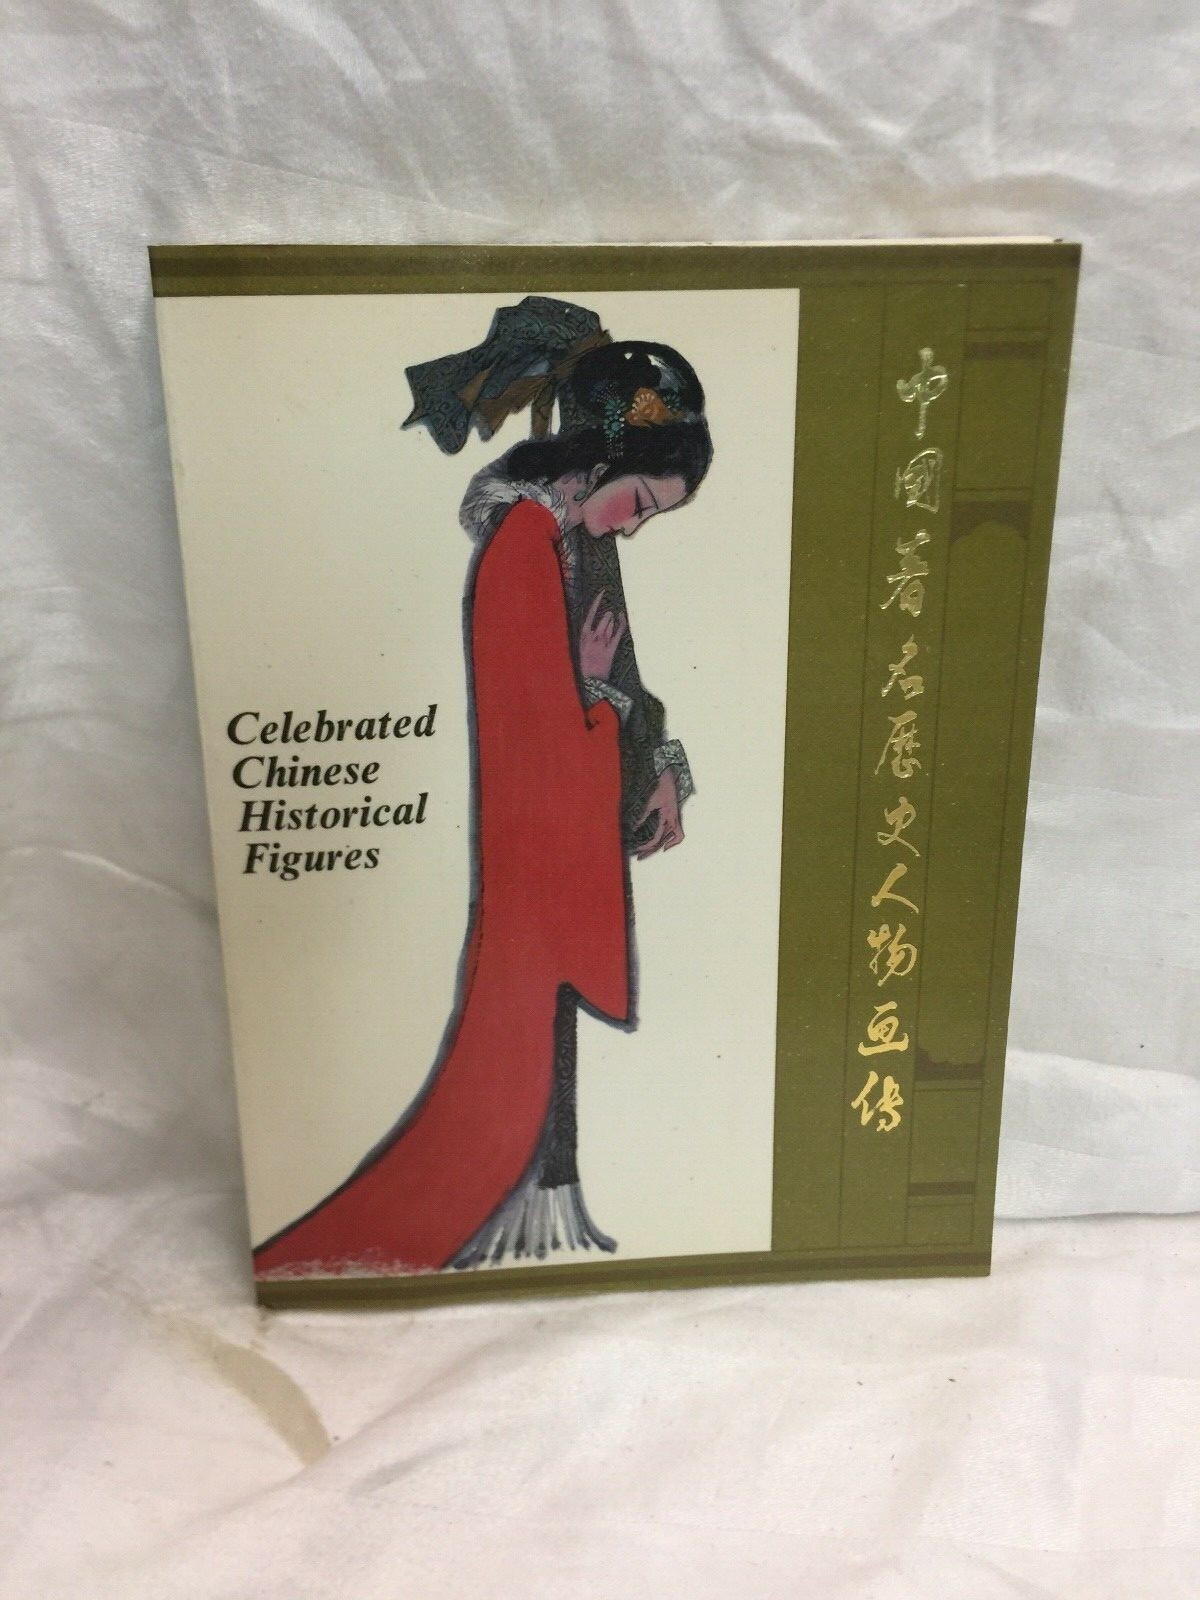 Celebrated
Chinese
Historical
Figures
中國著名歷史人物画傳